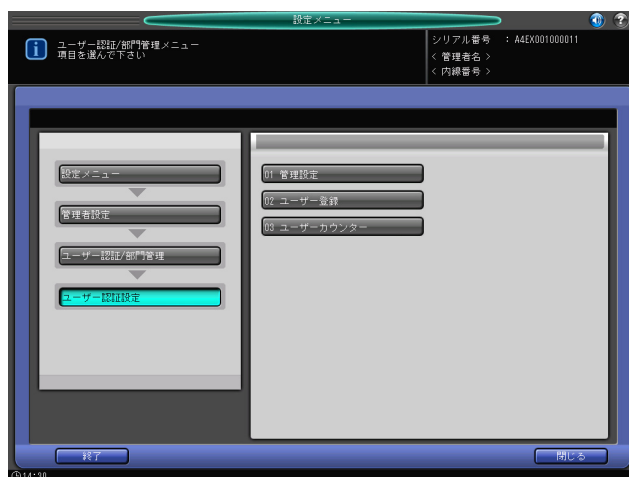 設定メニュー
ユーザー認証/部門管理メニュー
項目を選んで下さい
シリアル番号 : A4EX001000011
< 管理者名 >
< 内線番号 >
設定メニュー
管理者設定
ユーザー認証/部門管理
ユーザー認証設定
01 管理設定
02 ユーザー登録
03 ユーザーカウンター
終了
閉じる
14:30